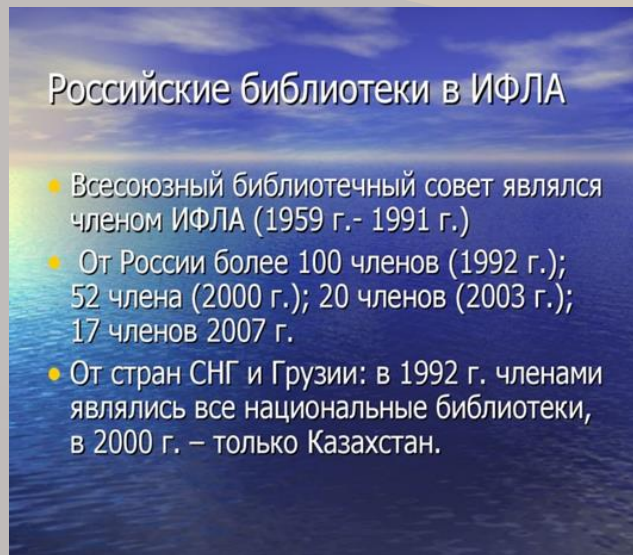 Российские библиотеки в ИФЛА
• Всесоюзный библиотечный совет являлся
членом ИФЛА (1959 г.- 1991 г.)
• От России более 100 членов (1992 г.);
52 члена (2000 г.); 20 членов (2003 г.);
17 членов 2007 г.
• От стран СНГ и Грузии: в 1992 г. членами
являлись все национальные библиотеки,
в 2000 г. – только Казахстан.